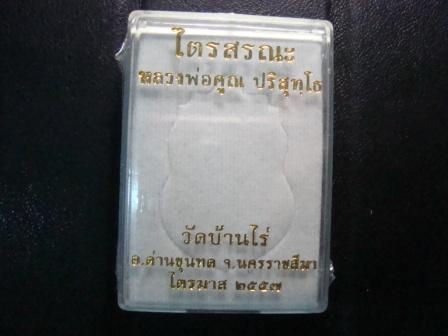 ไตรสรณะ
หลวงพ่อคูณ ปริสุทฺโธ
วัดบ้านไร่
อ.ด่านขุนทด จ.นครราชสีมา
ไตรมาส ๒๕๕๗